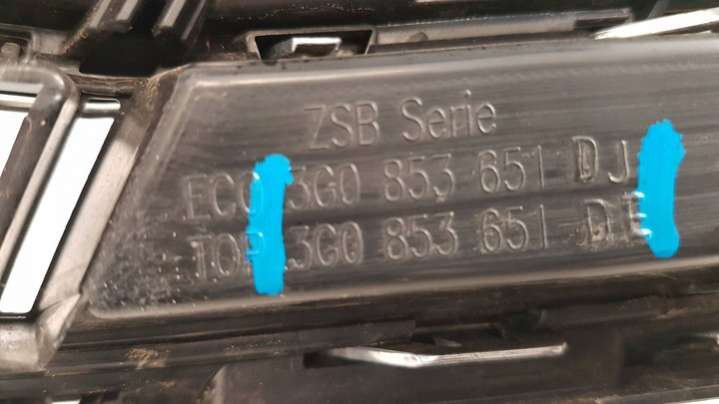 ZSB Serie
ECO 3G0 853 651 DJ
TOP 3G0 853 651 DE